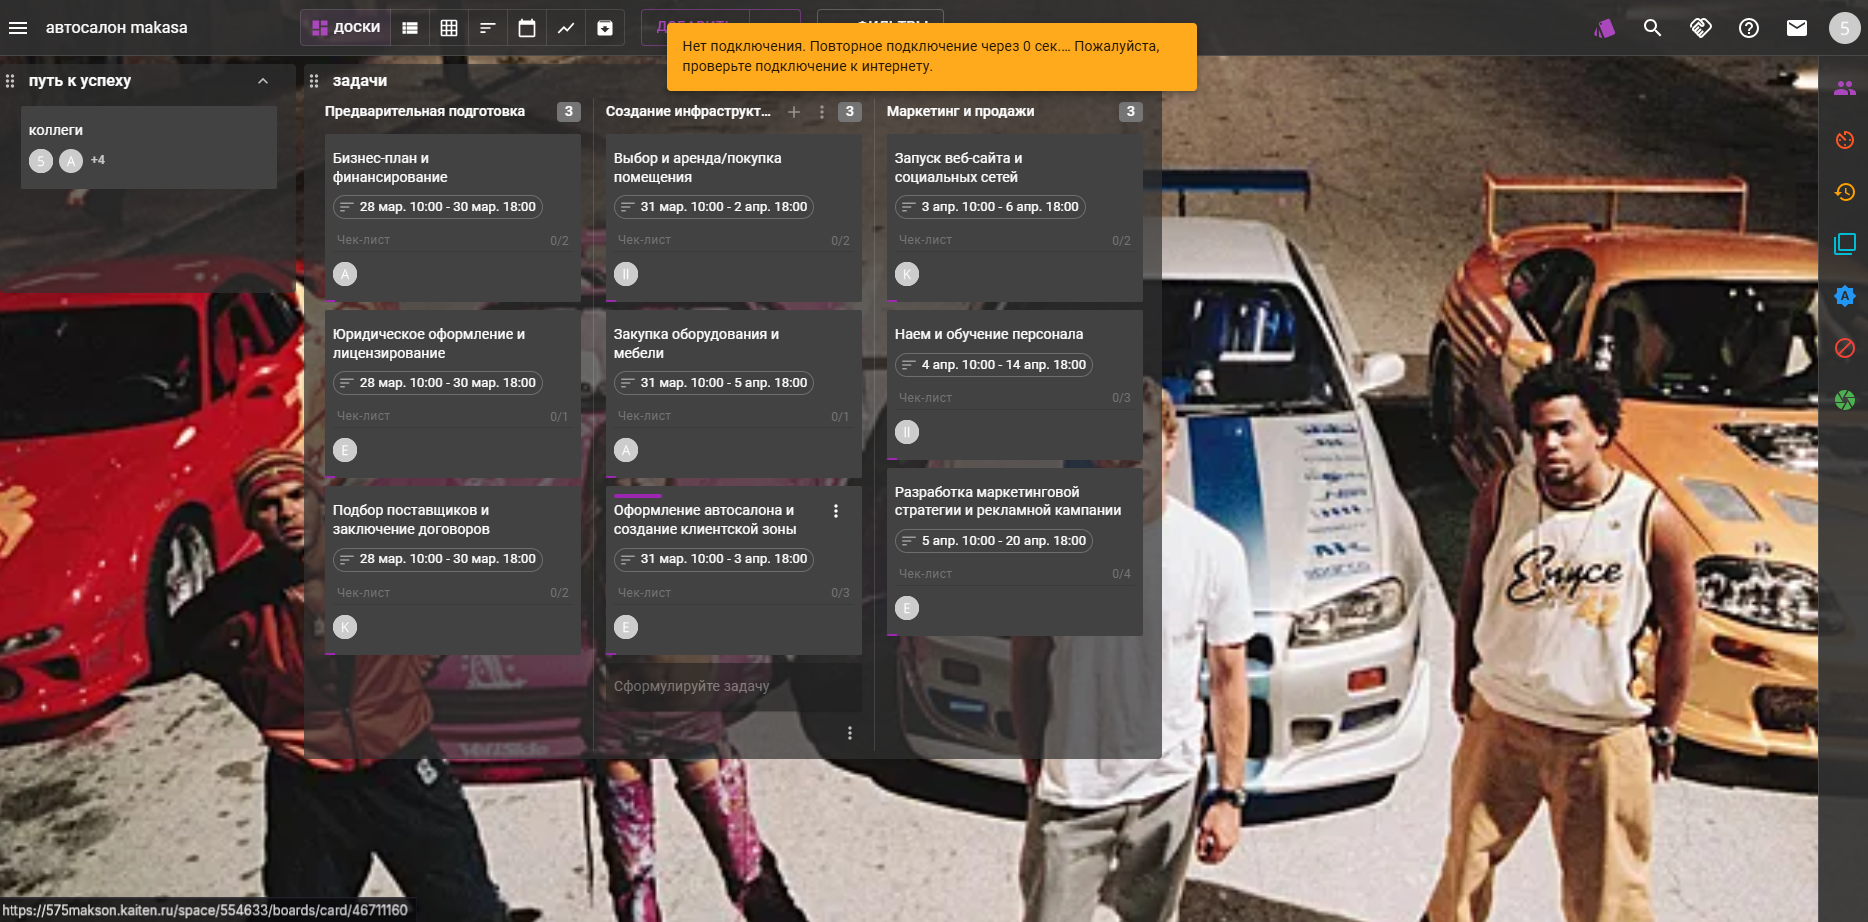 автосалон makasa
ДОСКИ
Нет подключения. Повторное подключение через 0 сек.... Пожалуйста,
проверьте подключение к интернету.
5
путь к успеху
коллеги
5 А +4
задачи
Предварительная подготовка 3
Бизнес-план и
финансирование
28 мар. 10:00 - 30 мар. 18:00
Чек-лист 0/2
А
Юридическое оформление и
лицензирование
28 мар. 10:00 - 30 мар. 18:00
Чек-лист 0/1
Е
Подбор поставщиков и
заключение договоров
28 мар. 10:00 - 30 мар. 18:00
Чек-лист 0/2
К
Создание инфраструкт... 3
Выбор и аренда/покупка
помещения
31 мар. 10:00 - 2 апр. 18:00
Чек-лист 0/2
II
Закупка оборудования и
мебели
31 мар. 10:00 - 5 апр. 18:00
Чек-лист 0/1
А
Оформление автосалона и
создание клиентской зоны
31 мар. 10:00 - 3 апр. 18:00
Чек-лист 0/3
Е
Сформулируйте задачу
Маркетинг и продажи 3
Запуск веб-сайта и
социальных сетей
3 апр. 10:00 - 6 апр. 18:00
Чек-лист 0/2
К
Наем и обучение персонала
4 апр. 10:00 - 14 апр. 18:00
Чек-лист 0/3
II
Разработка маркетинговой
стратегии и рекламной кампании
5 апр. 10:00 - 20 апр. 18:00
Чек-лист 0/4
Е
A
Enyce
https://575makson.kaiten.ru/space/554633/boards/card/46711160